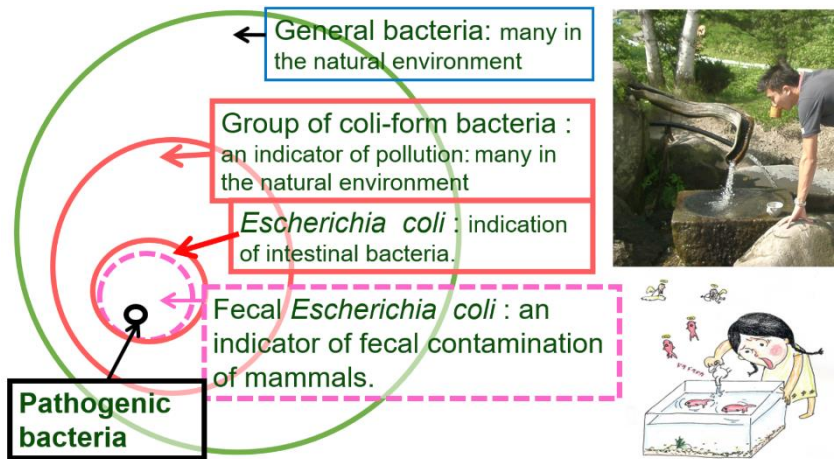 General bacteria: many in
the natural environment
Group of coli-form bacteria :
an indicator of pollution: many in
the natural environment
Escherichia coli : indication
of intestinal bacteria.
Fecal Escherichia coli : an
indicator of fecal contamination
of mammals.
Pathogenic
bacteria